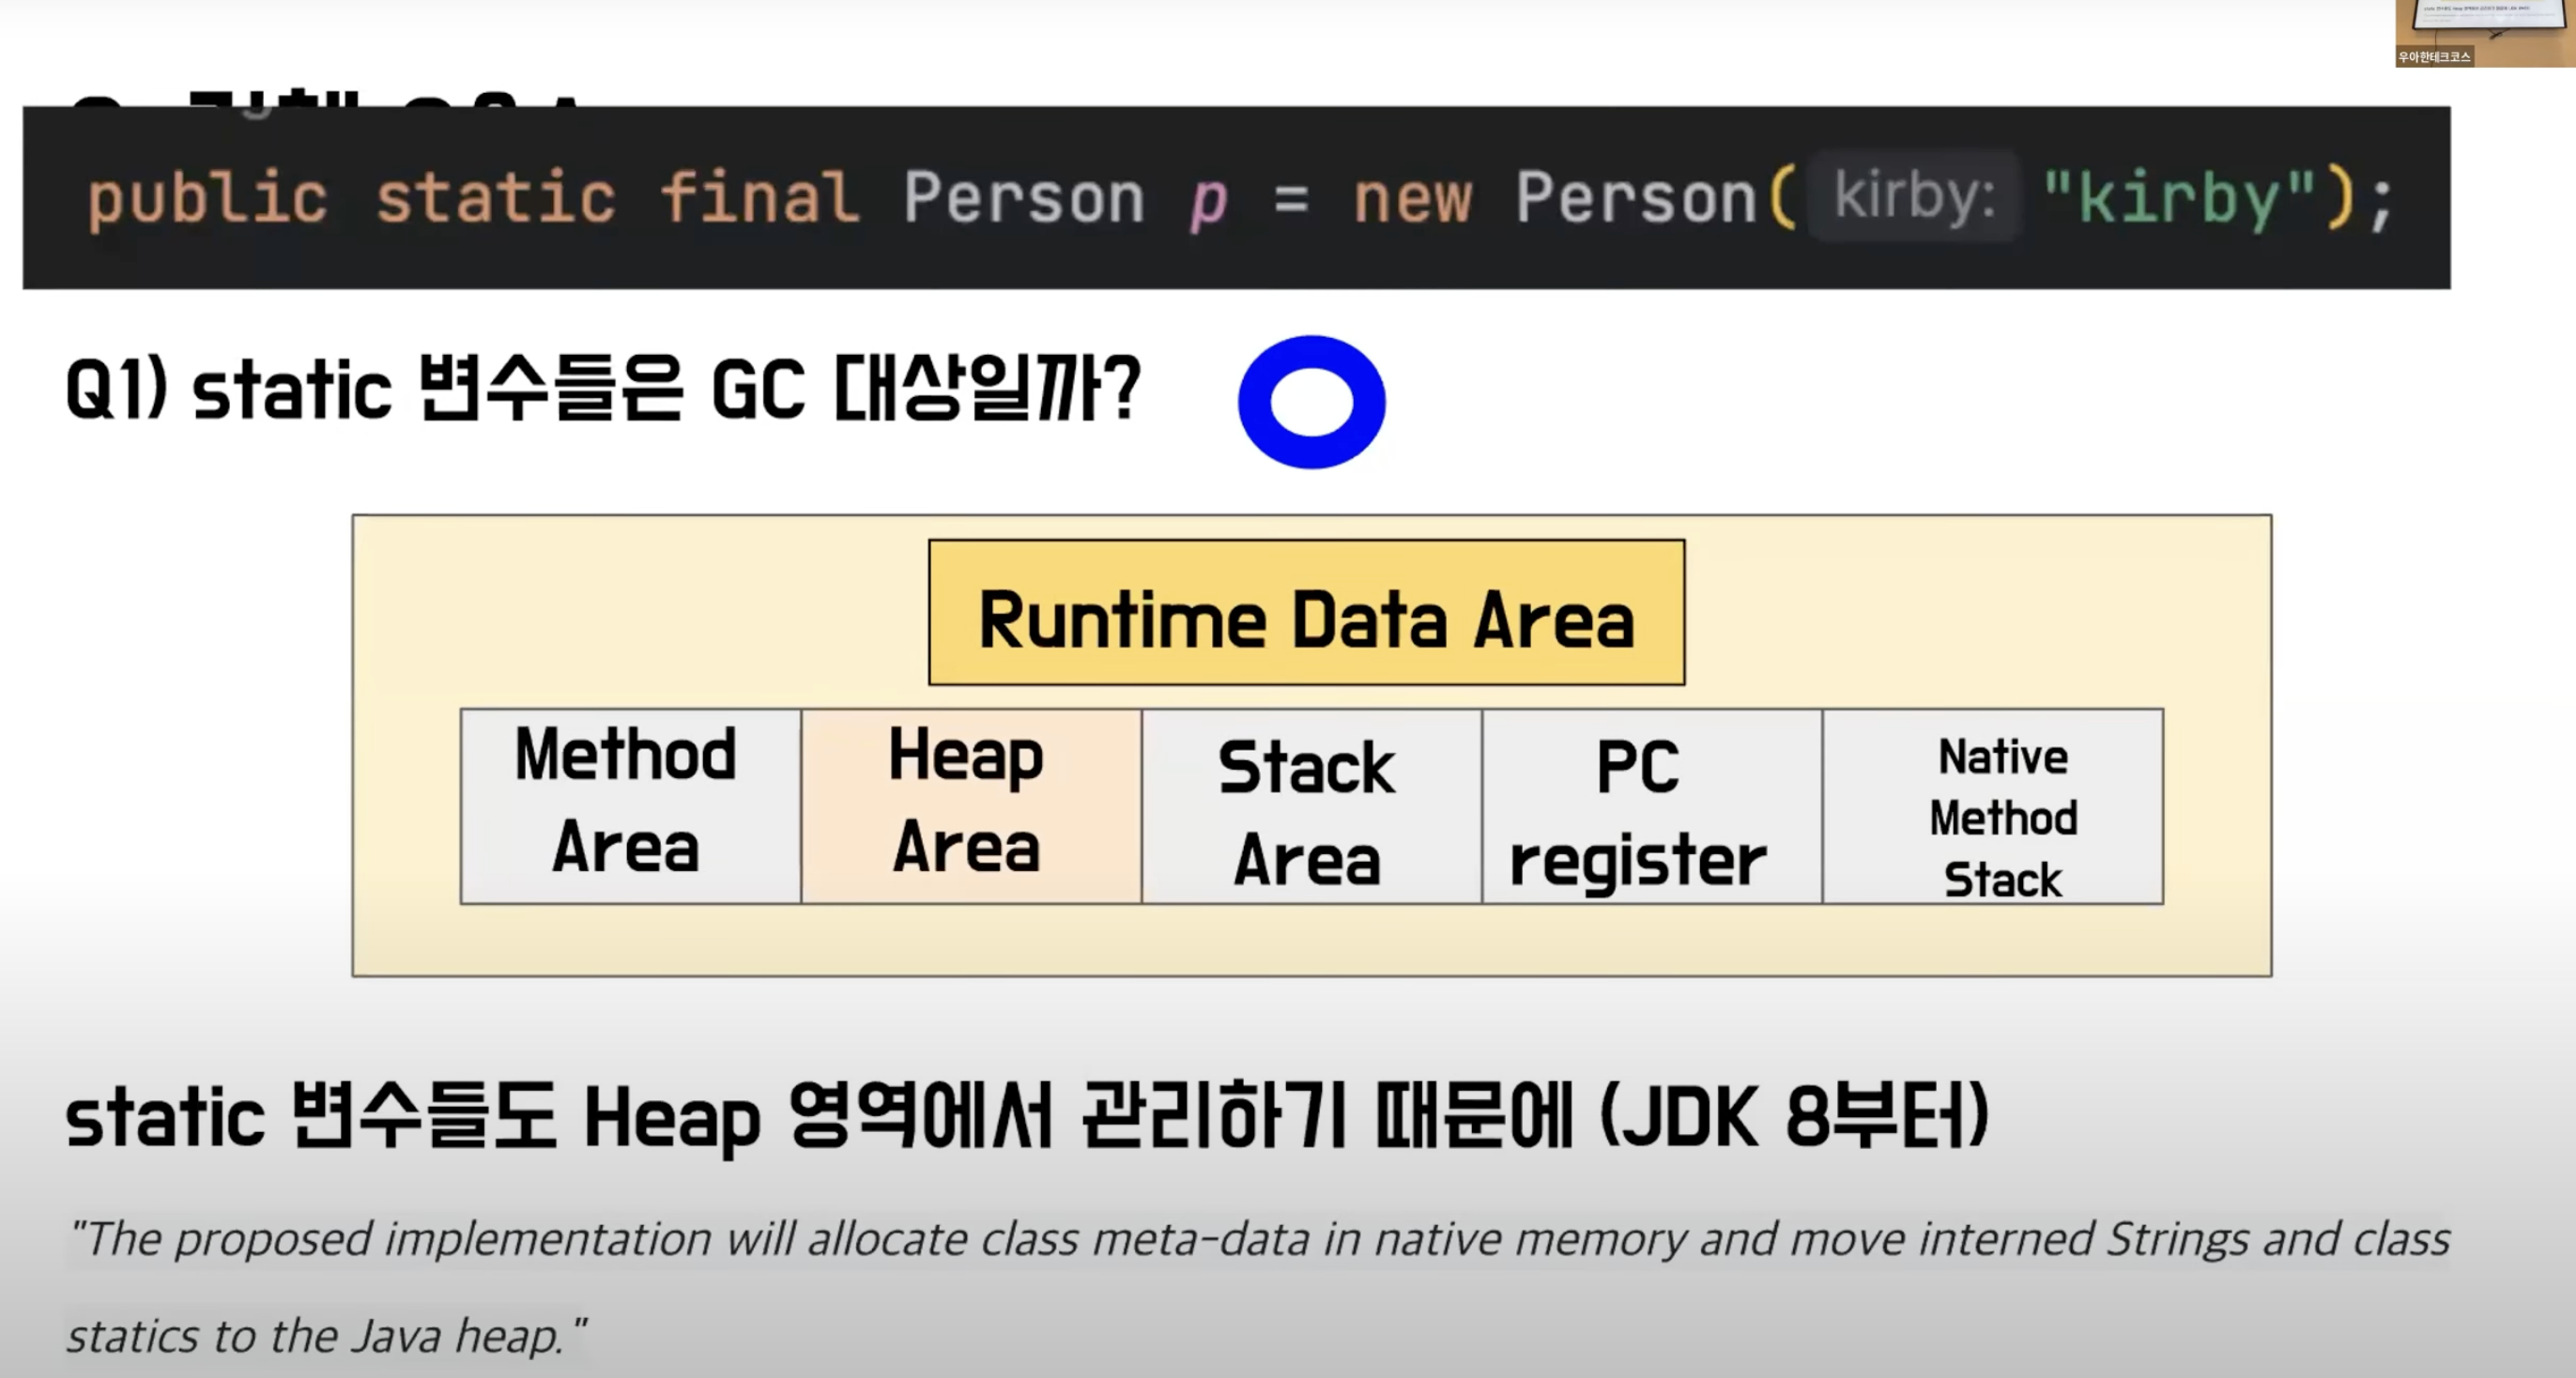 우아한테크코스
public static final Person p = new Person( kirby: "kirby");
Q1) static 변수들은 GC 대상일까?
Runtime Data Area
Method
Area
Heap
Area
Stack
Area
PC
register
Native
Method
Stack
static 변수들도 Heap 영역에서 관리하기 때문에 (JDK 8부터)
"The proposed implementation will allocate class meta-data in native memory and move interned Strings and class
statics to the Java heap."